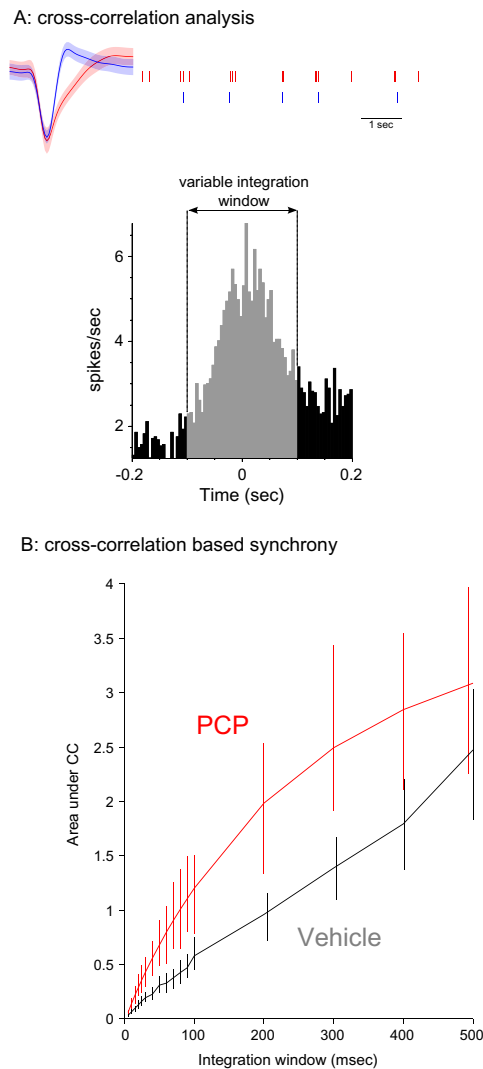 A: cross-correlation analysis
1 sec
variable integration
window
spikes/sec
6
4
2
-0.2
0
0.2
Time (sec)
B: cross-correlation based synchrony
Area under CC
4
3.5
3
2.5
2
1.5
1
0.5
0
PCP
Vehicle
0
100
200
300
400
500
Integration window (msec)